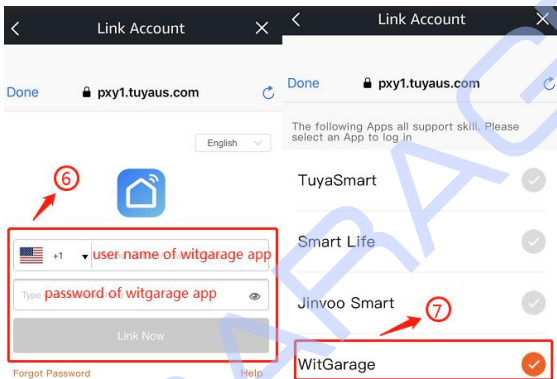 Link Account
Done
pxy1.tuyaus.com
English
6
+1
user name of witgarage app
Type
password of witgarage app
Link Now
Forgot Password
Help
Link Account
Done
pxy1.tuyaus.com
The following Apps all support skill. Please
select an App to log in
TuyaSmart
Smart Life
Jinvoo Smart
7
WitGarage